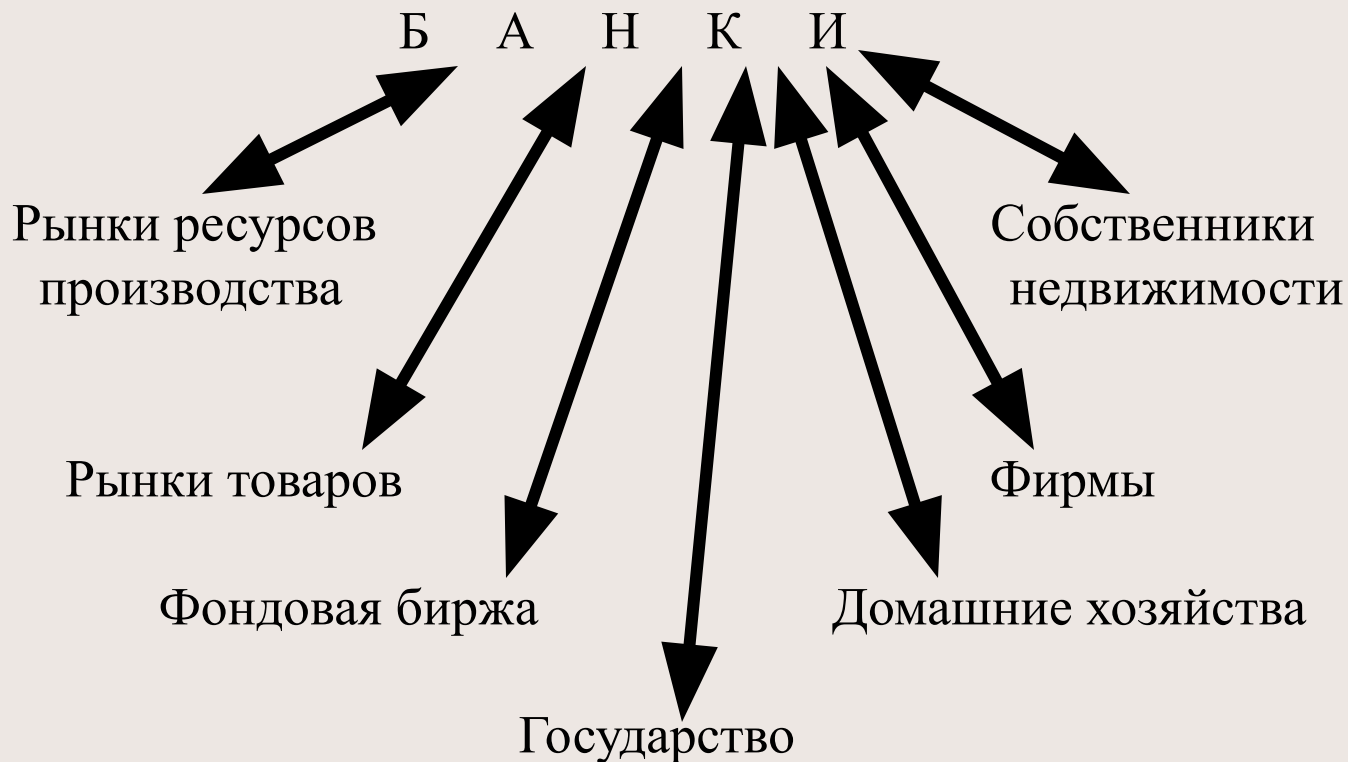 Б А Н К И
Рынки ресурсов
производства
Собственники
недвижимости
Рынки товаров
Фирмы
Фондовая биржа
Домашние хозяйства
Государство